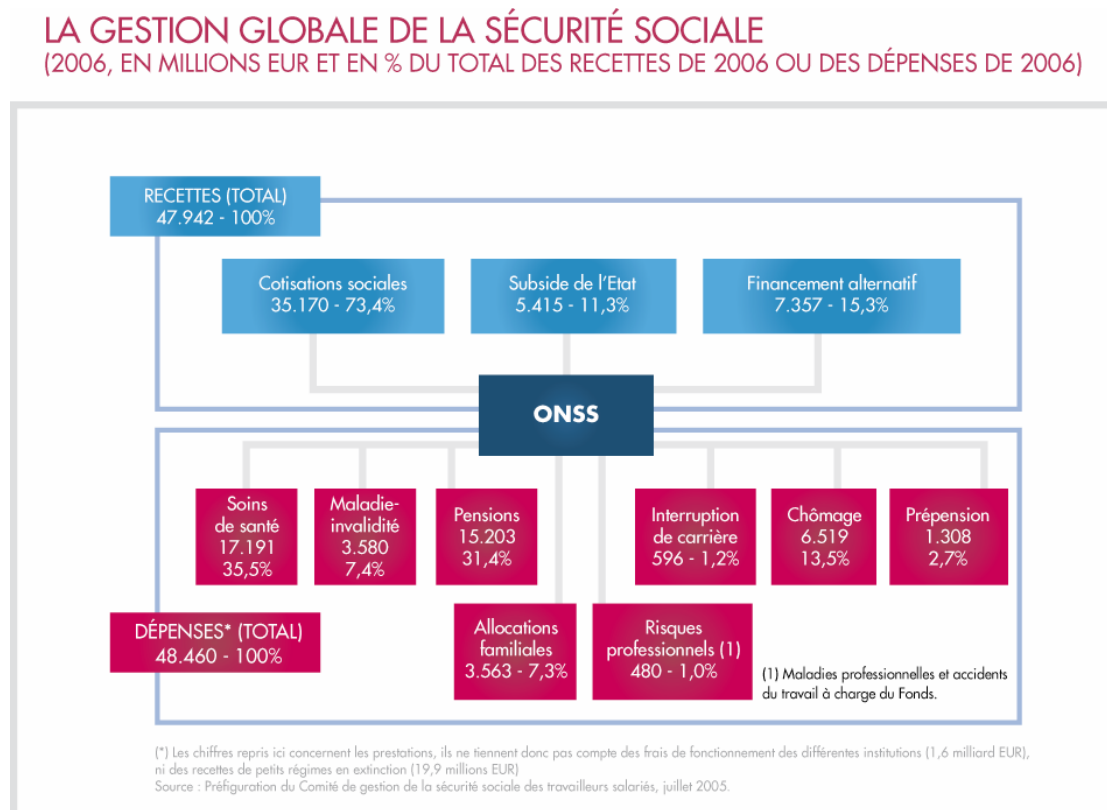 LA GESTION GLOBALE DE LA SÉCURITÉ SOCIALE
(2006, EN MILLIONS EUR ET EN % DU TOTAL DES RECETTES DE 2006 OU DES DÉPENSES DE 2006)
RECETTES (TOTAL)
47.942 - 100%
Cotisations sociales
35.170 - 73,4%
Subside de l'Etat
5.415 - 11,3%
Financement alternatif
7.357 - 15,3%
ONSS
Soins
de santé
17.191
35,5%
Maladie-
invalidité
3.580
7,4%
Pensions
15.203
31,4%
Interruption
de carrière
596 - 1,2%
Chômage
6.519
13,5%
Prépension
1.308
2,7%
DÉPENSES* (TOTAL)
48.460 - 100%
Allocations
familiales
3.563 - 7,3%
Risques
professionnels (1)
480 - 1,0%
(1) Maladies professionnelles et accidents
du travail à charge du Fonds.
(*) Les chiffres repris ici concernent les prestations, ils ne tiennent donc pas compte des frais de fonctionnement des différentes institutions (1,6 milliard EUR),
ni des recettes de petits régimes en extinction (19,9 millions EUR)
Source : Préfiguration du Comité de gestion de la sécurité sociale des travailleurs salariés, juillet 2005.